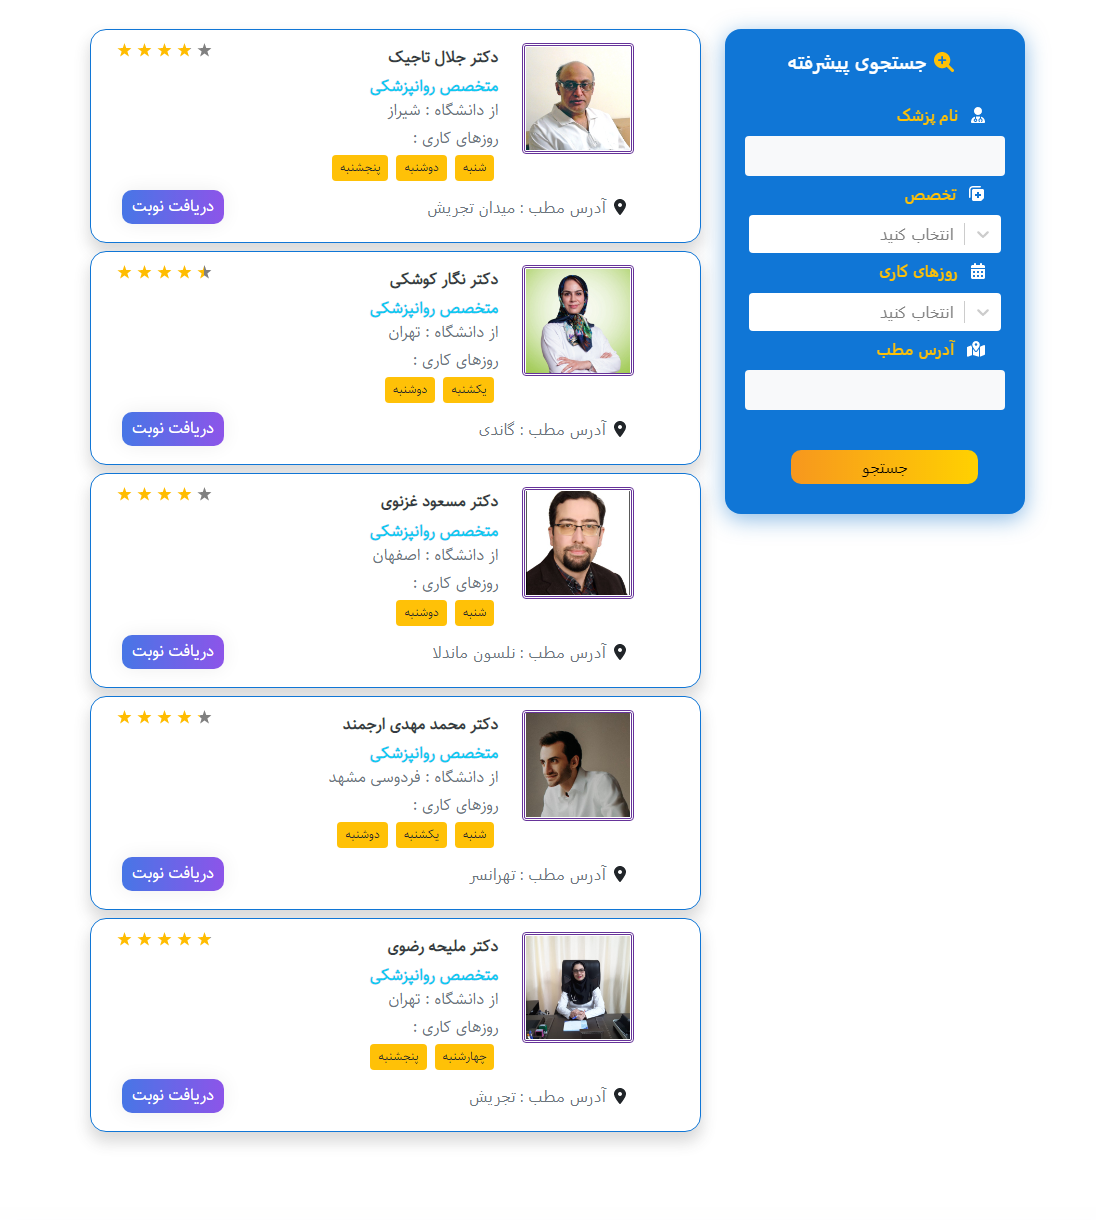 جستجوی پیشرفته
نام پزشک
تخصص
انتخاب کنید
روزهای کاری
انتخاب کنید
آدرس مطب
جستجو
دکتر جلال تاجیک
متخصص روانپزشکی
از دانشگاه : شیراز
روزهای کاری :
شنبه دوشنبه پنجشنبه
آدرس مطب : میدان تجریش
دریافت نوبت
دکتر نگار کوشکی
متخصص روانپزشکی
از دانشگاه : تهران
روزهای کاری :
یکشنبه دوشنبه
آدرس مطب : گاندی
دریافت نوبت
دکتر مسعود غزنوی
متخصص روانپزشکی
از دانشگاه : اصفهان
روزهای کاری :
شنبه دوشنبه
آدرس مطب : نلسون ماندلا
دریافت نوبت
دکتر محمد مهدی ارجمند
متخصص روانپزشکی
از دانشگاه : فردوسی مشهد
روزهای کاری :
شنبه یکشنبه دوشنبه
آدرس مطب : تهرانسر
دریافت نوبت
دکتر ملیحه رضوی
متخصص روانپزشکی
از دانشگاه : تهران
روزهای کاری :
چهارشنبه پنجشنبه
آدرس مطب : تجریش
دریافت نوبت